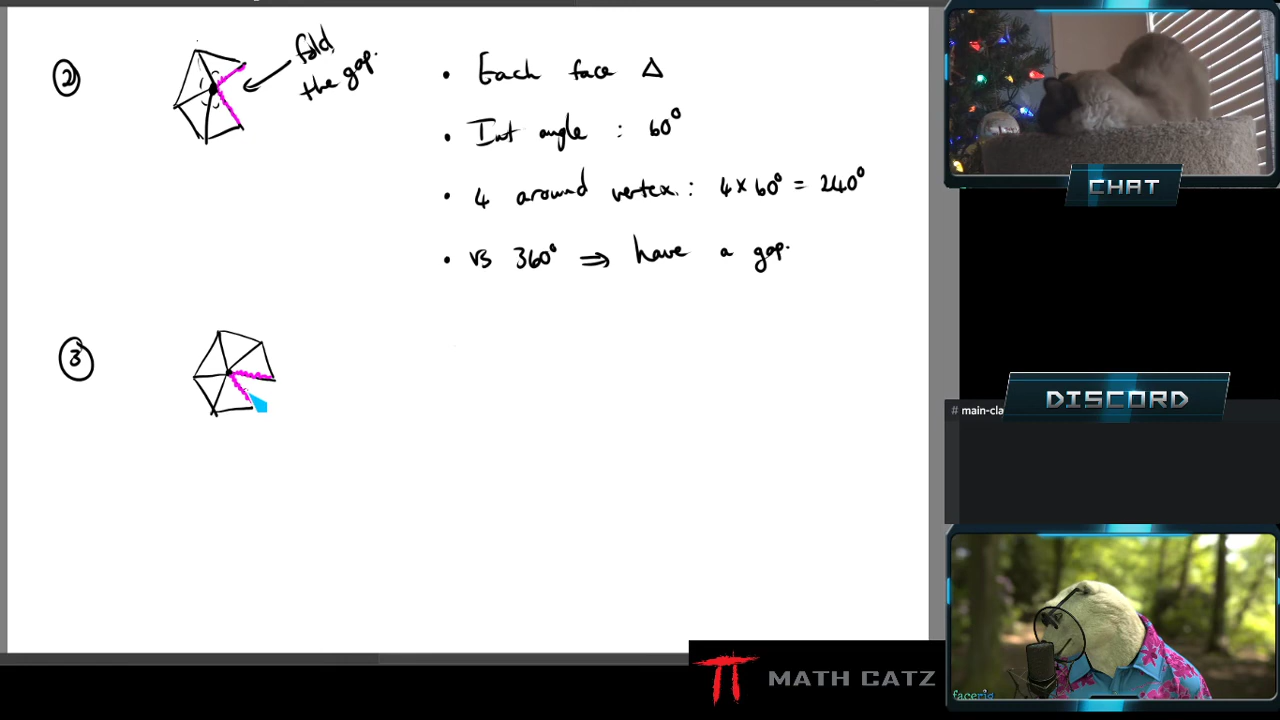 ②
fold
the gap.
• Each face △
• Int angle : 60°
• 4 around vertex. : 4 × 60° = 240°
• vs 360° ⇒ have a gap.
③
CHAT
DISCORD
# main-cla
MATH CATZ
facerig